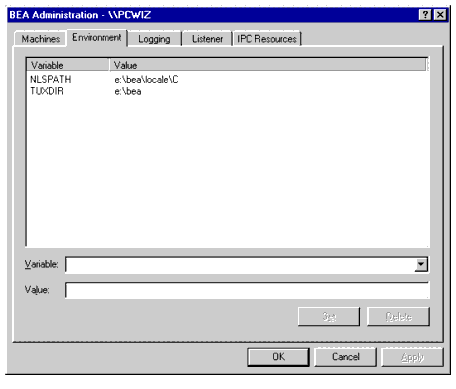 BEA Administration - \\PCWIZ
Machines Environment Logging Listener IPC Resources
Variable Value
NLSPATH e:\bea\locale\C
TUXDIR e:\bea
Variable:
Value:
Set Delete
OK Cancel Apply